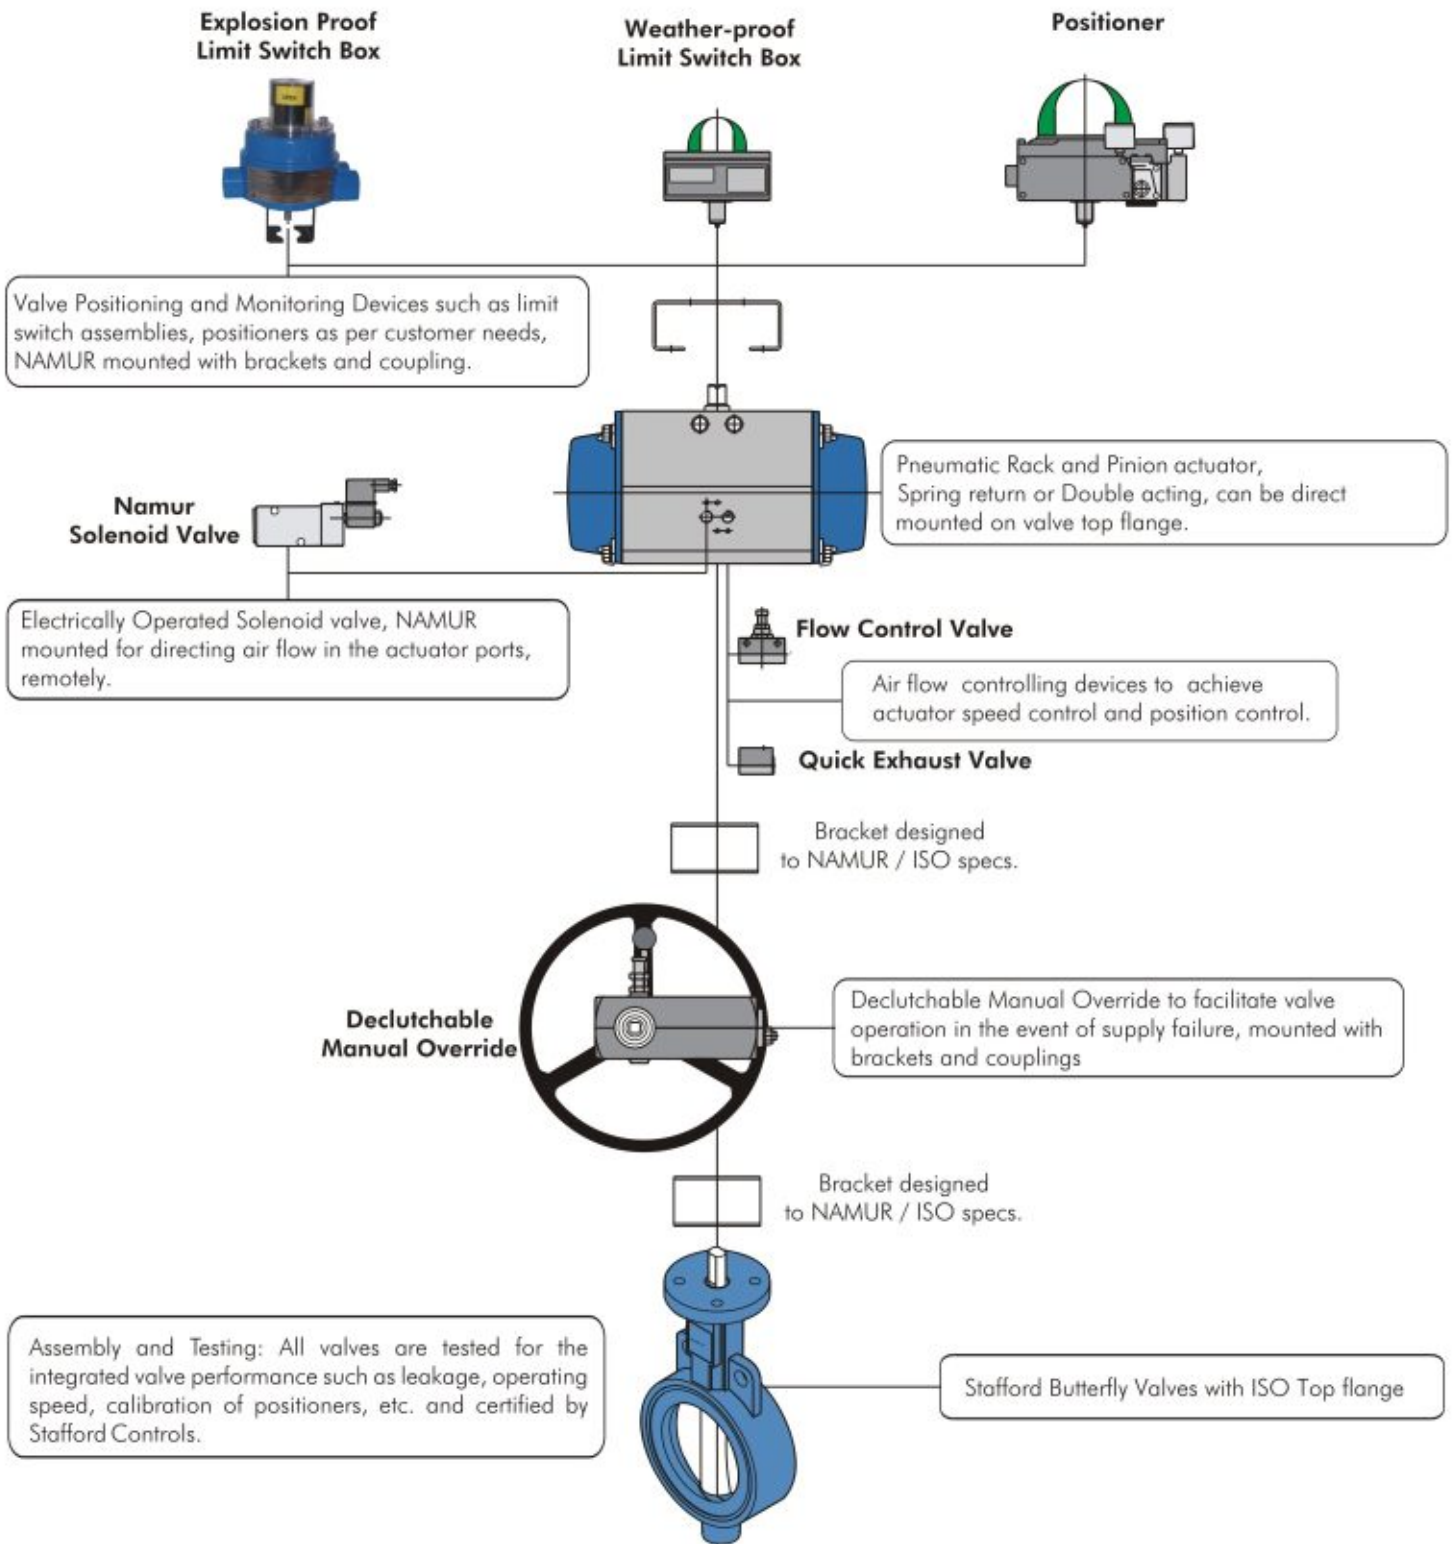 Explosion Proof
Limit Switch Box
Weather-proof
Limit Switch Box
Positioner
Valve Positioning and Monitoring Devices such as limit
switch assemblies, positioners as per customer needs,
NAMUR mounted with brackets and coupling.
Pneumatic Rack and Pinion actuator,
Spring return or Double acting, can be direct
mounted on valve top flange.
Namur
Solenoid Valve
Electrically Operated Solenoid valve, NAMUR
mounted for directing air flow in the actuator ports,
remotely.
Flow Control Valve
Air flow controlling devices to achieve
actuator speed control and position control.
Quick Exhaust Valve
Bracket designed
to NAMUR / ISO specs.
Declutchable
Manual Override
Declutchable Manual Override to facilitate valve
operation in the event of supply failure, mounted with
brackets and couplings
Bracket designed
to NAMUR / ISO specs.
Assembly and Testing: All valves are tested for the
integrated valve performance such as leakage, operating
speed, calibration of positioners, etc. and certified by
Stafford Controls.
Stafford Butterfly Valves with ISO Top flange